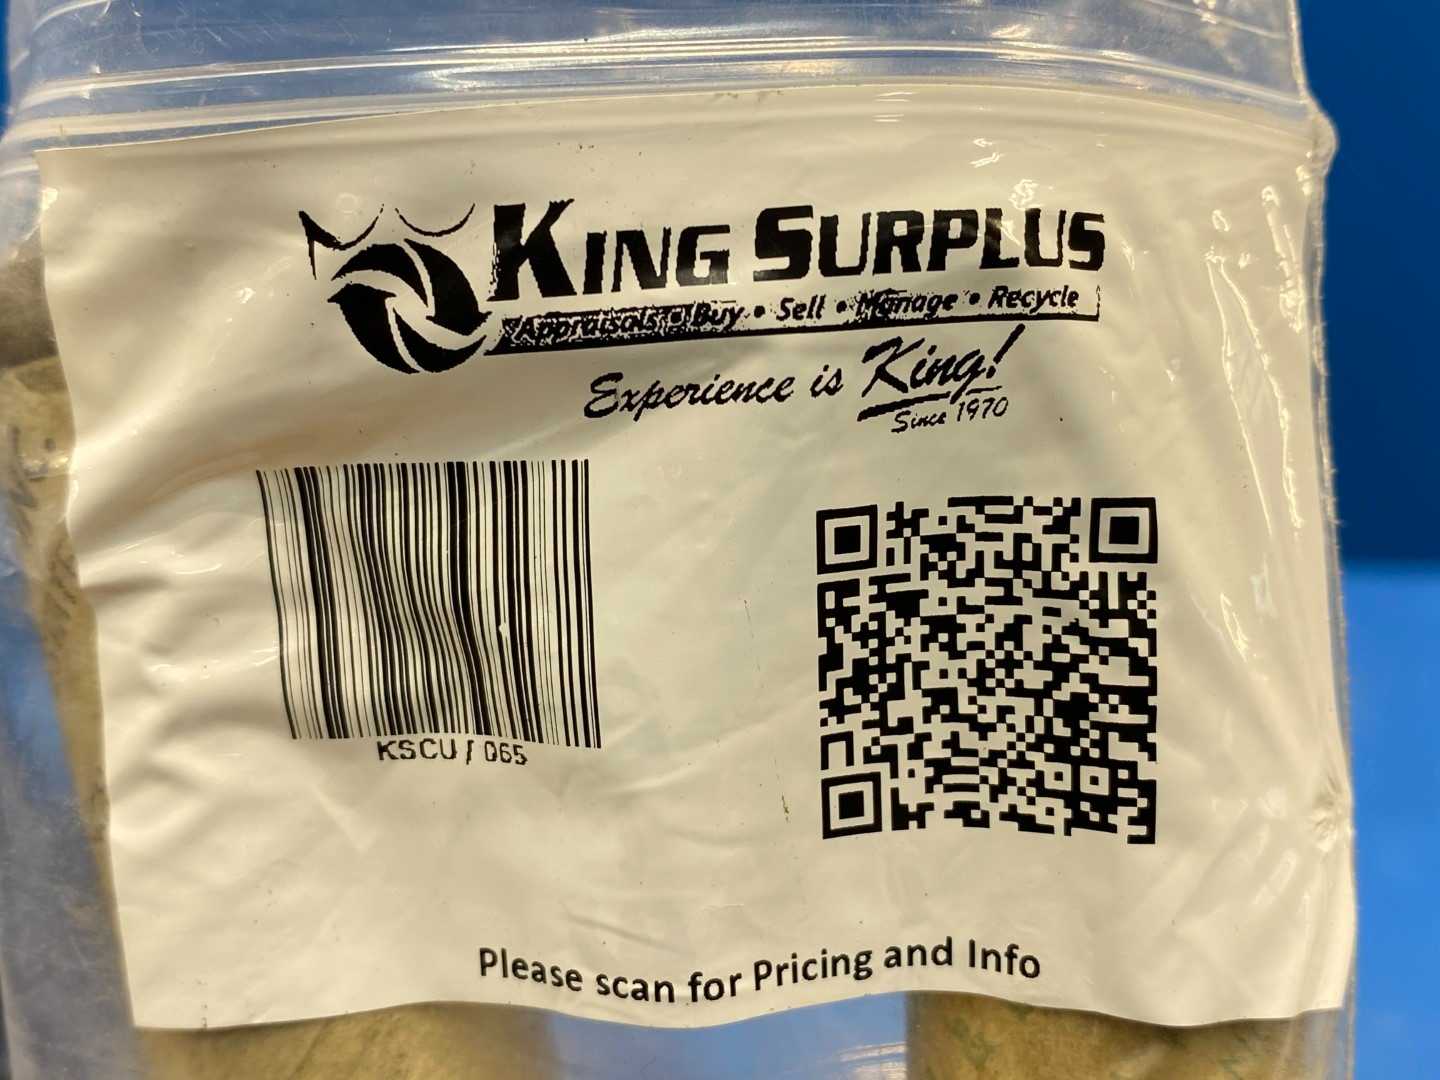 KING SURPLUS
Appraisals • Buy • Sell • Manage • Recycle
Experience is King!
Since 1970
KSCU / 065
Please scan for Pricing and Info